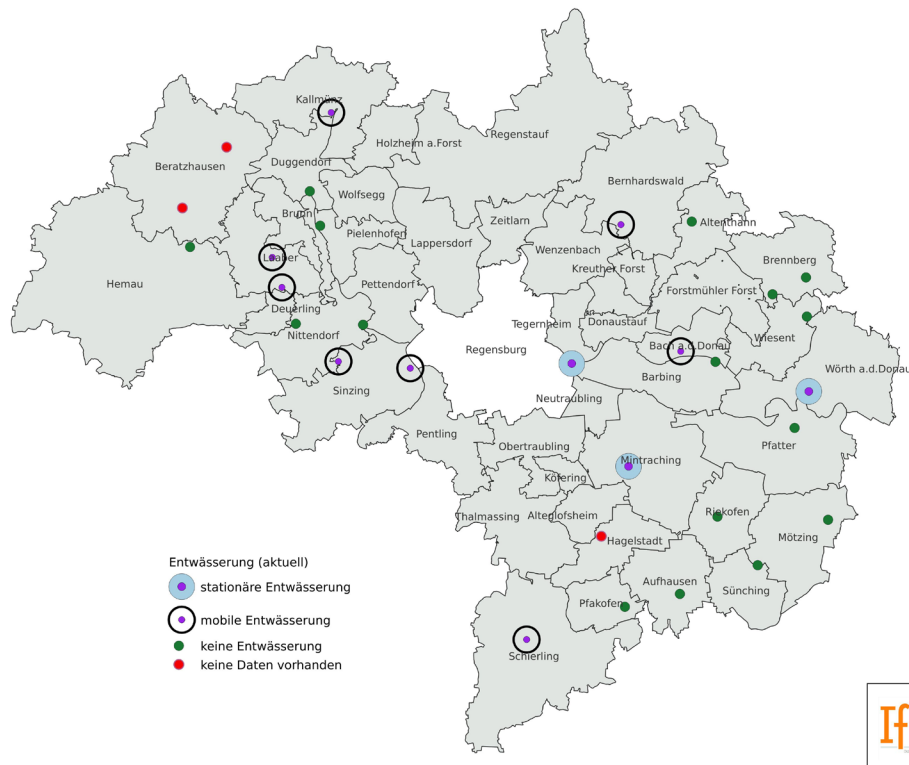 Kallmünz
Regenstauf
Holzheim a.Forst
Beratzhausen
Duggendorf
Bernhardswald
Wolfsegg
Brunn
Zeitlarn
Altenthann
Pielenhofen
Lappersdorf
Wenzenbach
Laaber
Brennberg
Kreuther Forst
Hemau
Pettendorf
Forstmühler Forst
Deuerling
Tegernheim
Donaustauf
Nittendorf
Wiesent
Regensburg
Bach a.d.Donau
Wörth a.d.Donau
Barbing
Sinzing
Neutraubling
Pentling
Obertraubling
Pfatter
Mintraching
Köfering
Riekofen
Thalmassing
Alteglofsheim
Mötzing
Hagelstadt
Aufhausen
Sünching
Pfakofen
Schierling
Entwässerung (aktuell)
stationäre Entwässerung
mobile Entwässerung
keine Entwässerung
keine Daten vorhanden
If